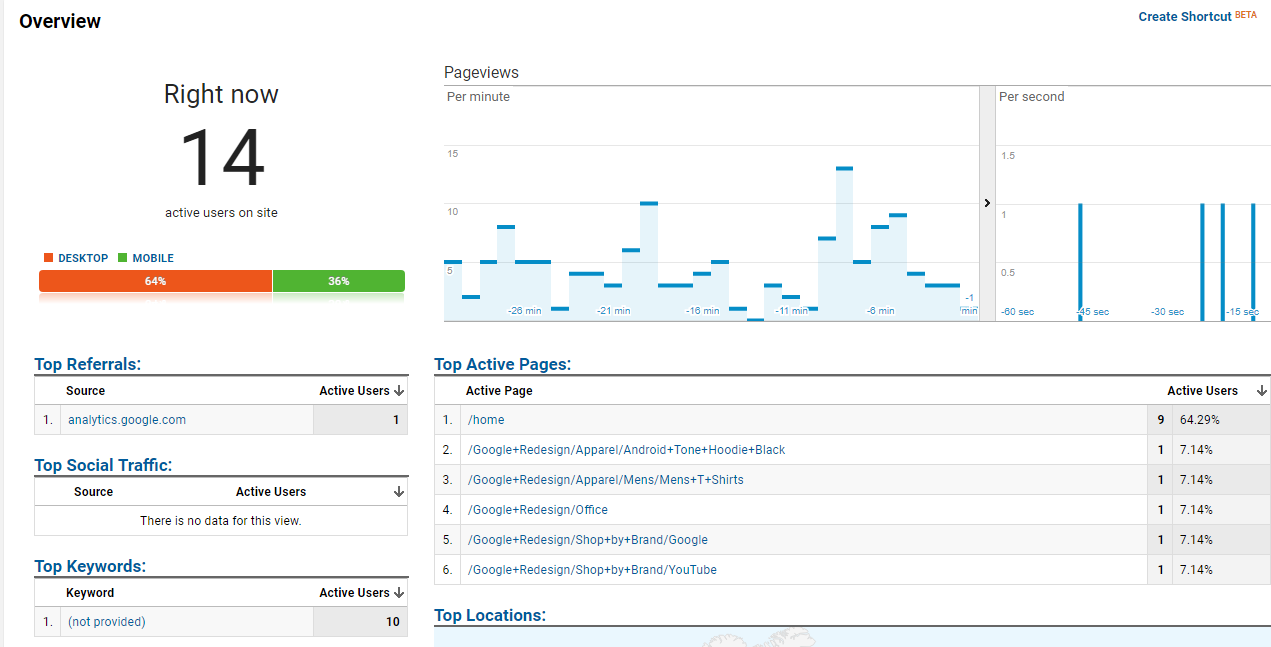 Overview
Create Shortcut BETA
Right now
14
active users on site
DESKTOP MOBILE
64% 36%
Pageviews
Per minute
15
10
5
-26 min -21 min -16 min -11 min -6 min -1 /min
Per second
1.5
1
0.5
-60 sec -45 sec -30 sec -15 sec
Top Referrals:
Source Active Users
1. analytics.google.com 1
Top Social Traffic:
Source Active Users
There is no data for this view.
Top Keywords:
Keyword Active Users
1. (not provided) 10
Top Active Pages:
Active Page Active Users
1. /home 9 64.29%
2. /Google+Redesign/Apparel/Android+Tone+Hoodie+Black 1 7.14%
3. /Google+Redesign/Apparel/Mens/Mens+T+Shirts 1 7.14%
4. /Google+Redesign/Office 1 7.14%
5. /Google+Redesign/Shop+by+Brand/Google 1 7.14%
6. /Google+Redesign/Shop+by+Brand/YouTube 1 7.14%
Top Locations: